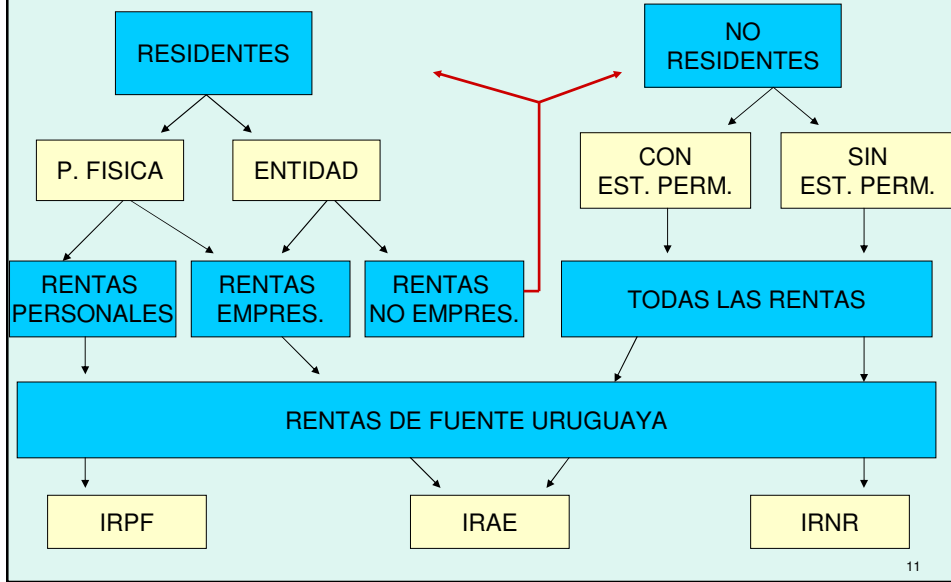 RESIDENTES
NO
RESIDENTES
P. FISICA
ENTIDAD
CON
EST. PERM.
SIN
EST. PERM.
RENTAS
PERSONALES
RENTAS
EMPRES.
RENTAS
NO EMPRES.
TODAS LAS RENTAS
RENTAS DE FUENTE URUGUAYA
IRPF
IRAE
IRNR
11